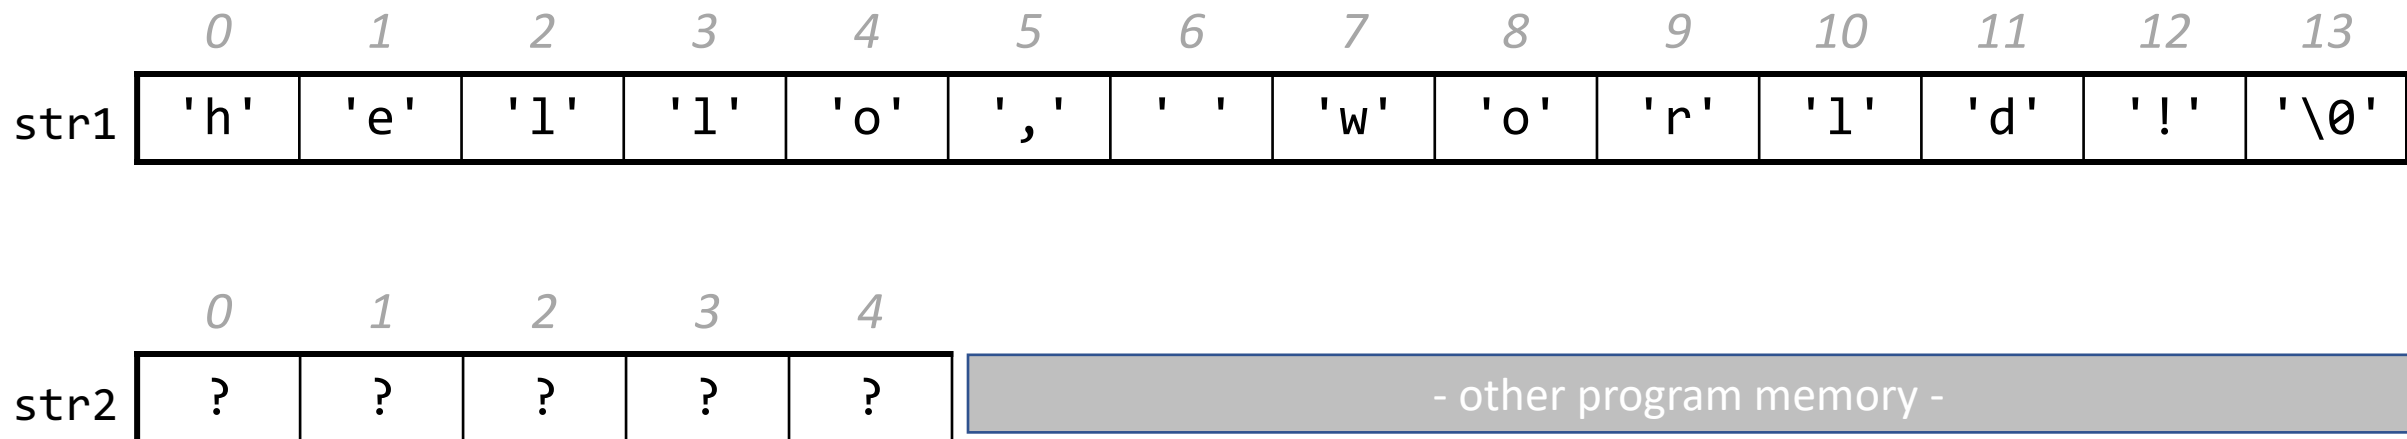 0 1 2 3 4 5 6 7 8 9 10 11 12 13
str1 'h' 'e' 'l' 'l' 'o' ',' ' ' 'w' 'o' 'r' 'l' 'd' '!' '\0'
0 1 2 3 4
str2 ? ? ? ? ? - other program memory -